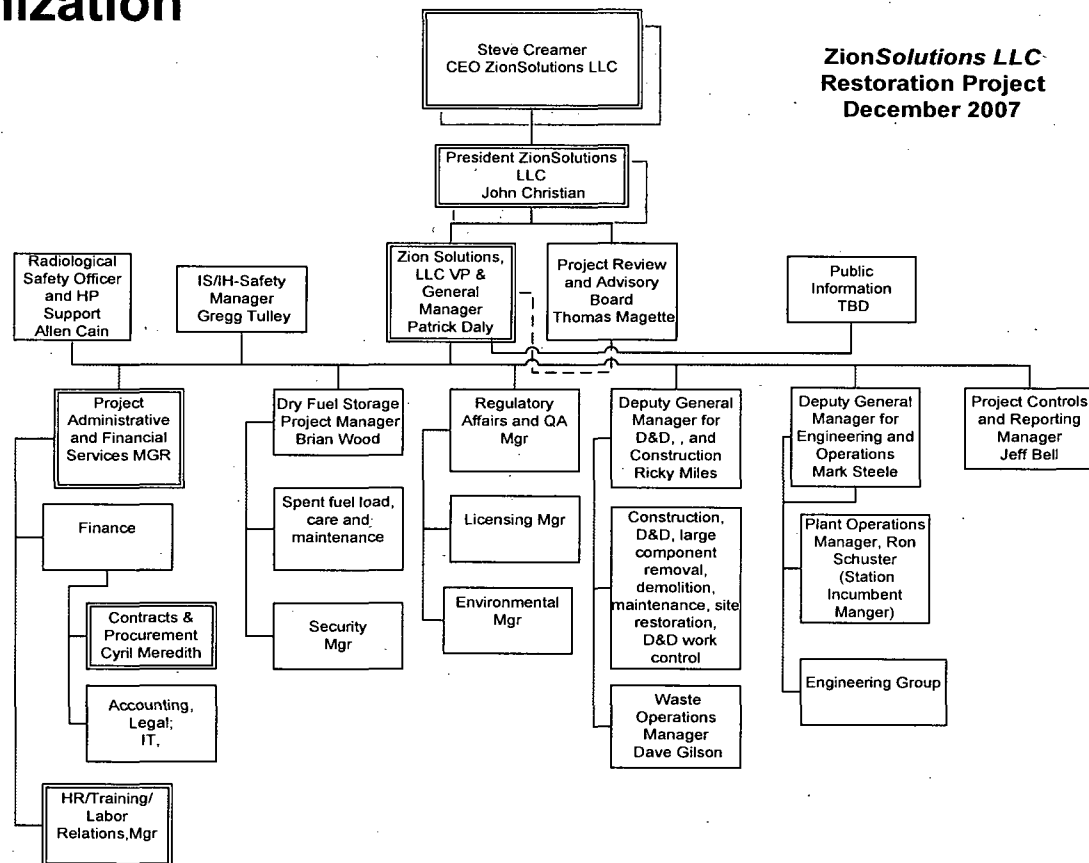 Steve Creamer
CEO ZionSolutions LLC
ZionSolutions LLC
Restoration Project
December 2007
President ZionSolutions
LLC
John Christian
Radiological
Safety Officer
and HP
Support
Allen Cain
IS/IH-Safety
Manager
Gregg Tulley
Zion Solutions,
LLC VP &
General
Manager
Patrick Daly
Project Review
and Advisory
Board
Thomas Magette
Public
Information
TBD
Project
Administrative
and Financial
Services MGR
Dry Fuel Storage
Project Manager
Brian Wood
Regulatory
Affairs and QA
Mgr
Deputy General
Manager for
D&D, , and
Construction
Ricky Miles
Deputy General
Manager for
Engineering and
Operations
Mark Steele
Project Controls
and Reporting
Manager
Jeff Bell
Finance
Spent fuel load,
care and
maintenance
Licensing Mgr
Construction,
D&D, large
component
removal,
demolition,
maintenance, site
restoration,
D&D work
control
Plant Operations
Manager, Ron
Schuster
(Station
Incumbent
Manger)
Contracts &
Procurement
Cyril Meredith
Security
Mgr
Environmental
Mgr
Engineering Group
Accounting,
Legal;
IT,
Waste
Operations
Manager
Dave Gilson
HR/Training/
Labor
Relations,Mgr